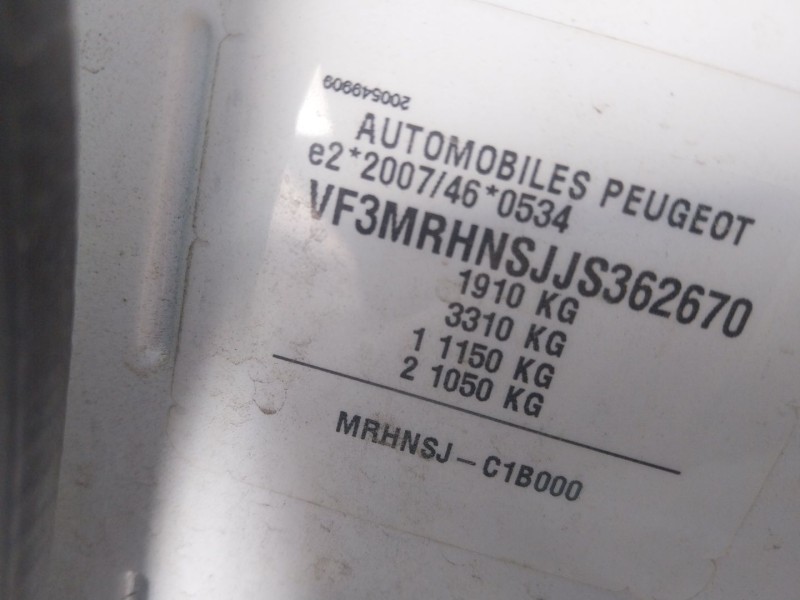 200549909
AUTOMOBILES PEUGEOT
e2*2007/46*0534
VF3MRHNSJJS362670
1910 KG
3310 KG
1 1150 KG
2 1050 KG
MRHNSJ-C1B000